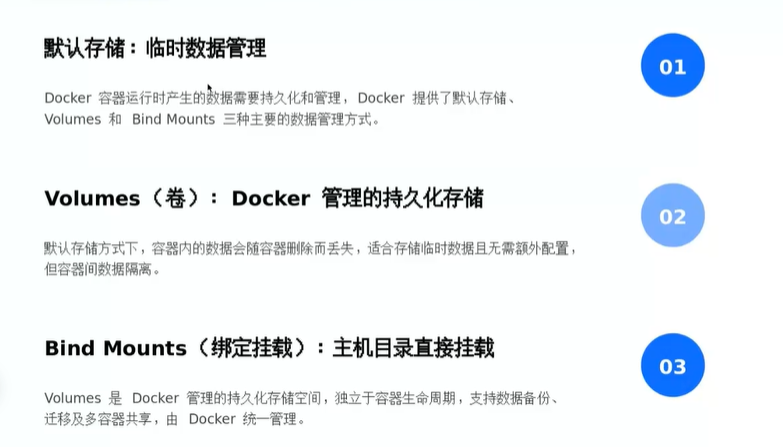 默认存储：临时数据管理
01
Docker 容器运行时产生的数据需要持久化和管理，Docker 提供了默认存储、
Volumes 和 Bind Mounts 三种主要的数据管理方式。
Volumes（卷）：Docker 管理的持久化存储
02
默认存储方式下，容器内的数据会随容器删除而丢失，适合存储临时数据且无需额外配置，
但容器间数据隔离。
Bind Mounts（绑定挂载）：主机目录直接挂载
03
Volumes 是 Docker 管理的持久化存储空间，独立于容器生命周期，支持数据备份、
迁移及多容器共享，由 Docker 统一管理。